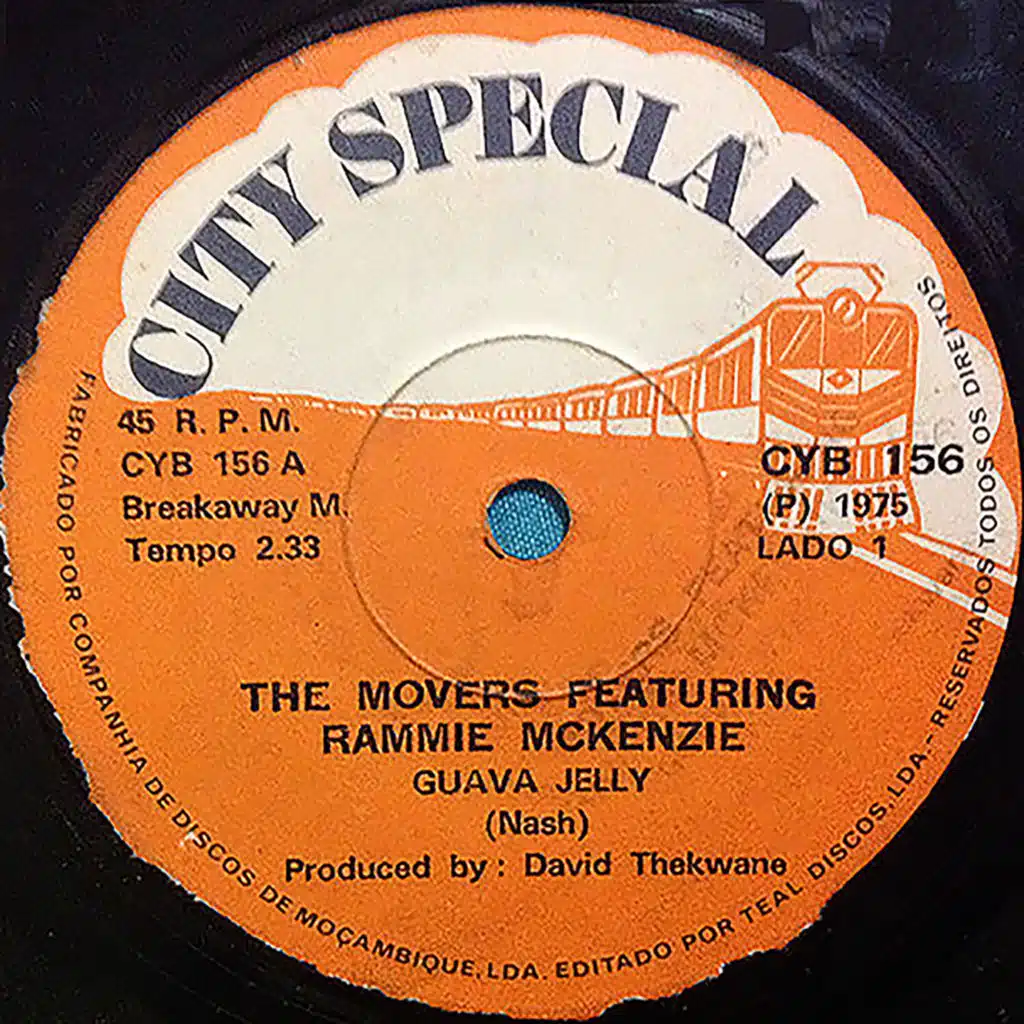 CITY SPECIAL
45 R. P. M.
CYB 156 A
Breakaway M.
Tempo 2.33
CYB 156
(P) 1975
LADO 1
THE MOVERS FEATURING
RAMMIE MCKENZIE
GUAVA JELLY
(Nash)
Produced by: David Thekwane
FABRICADO POR COMPANHIA DE DISCOS DE MOÇAMBIQUE, LDA. EDITADO POR TEAL DISCOS, LDA.- RESERVADOS TODOS OS DIREITOS